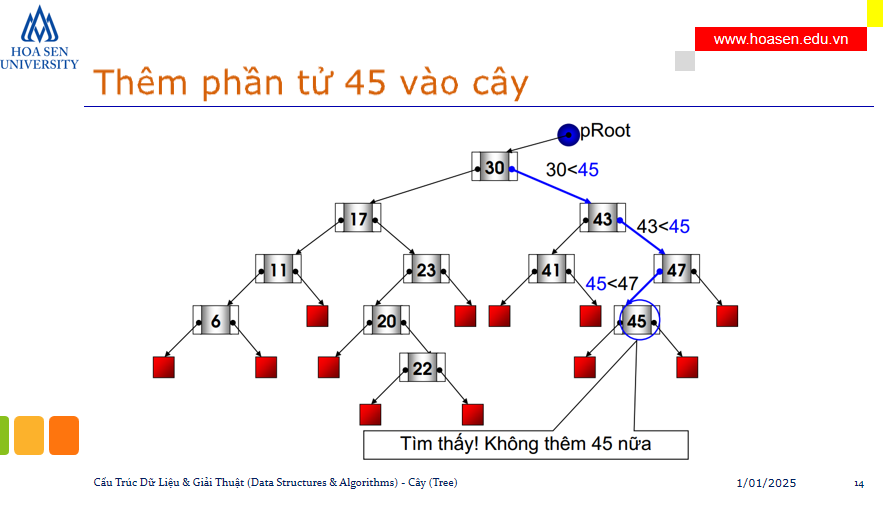 HOA SEN
UNIVERSITY
www.hoasen.edu.vn
Thêm phần tử 45 vào cây
pRoot
30
30<45
17
43
43<45
11
23
41
47
45<47
6
20
45
22
Tìm thấy! Không thêm 45 nữa
Cấu Trúc Dữ Liệu & Giải Thuật (Data Structures & Algorithms) - Cây (Tree)
1/01/2025
14